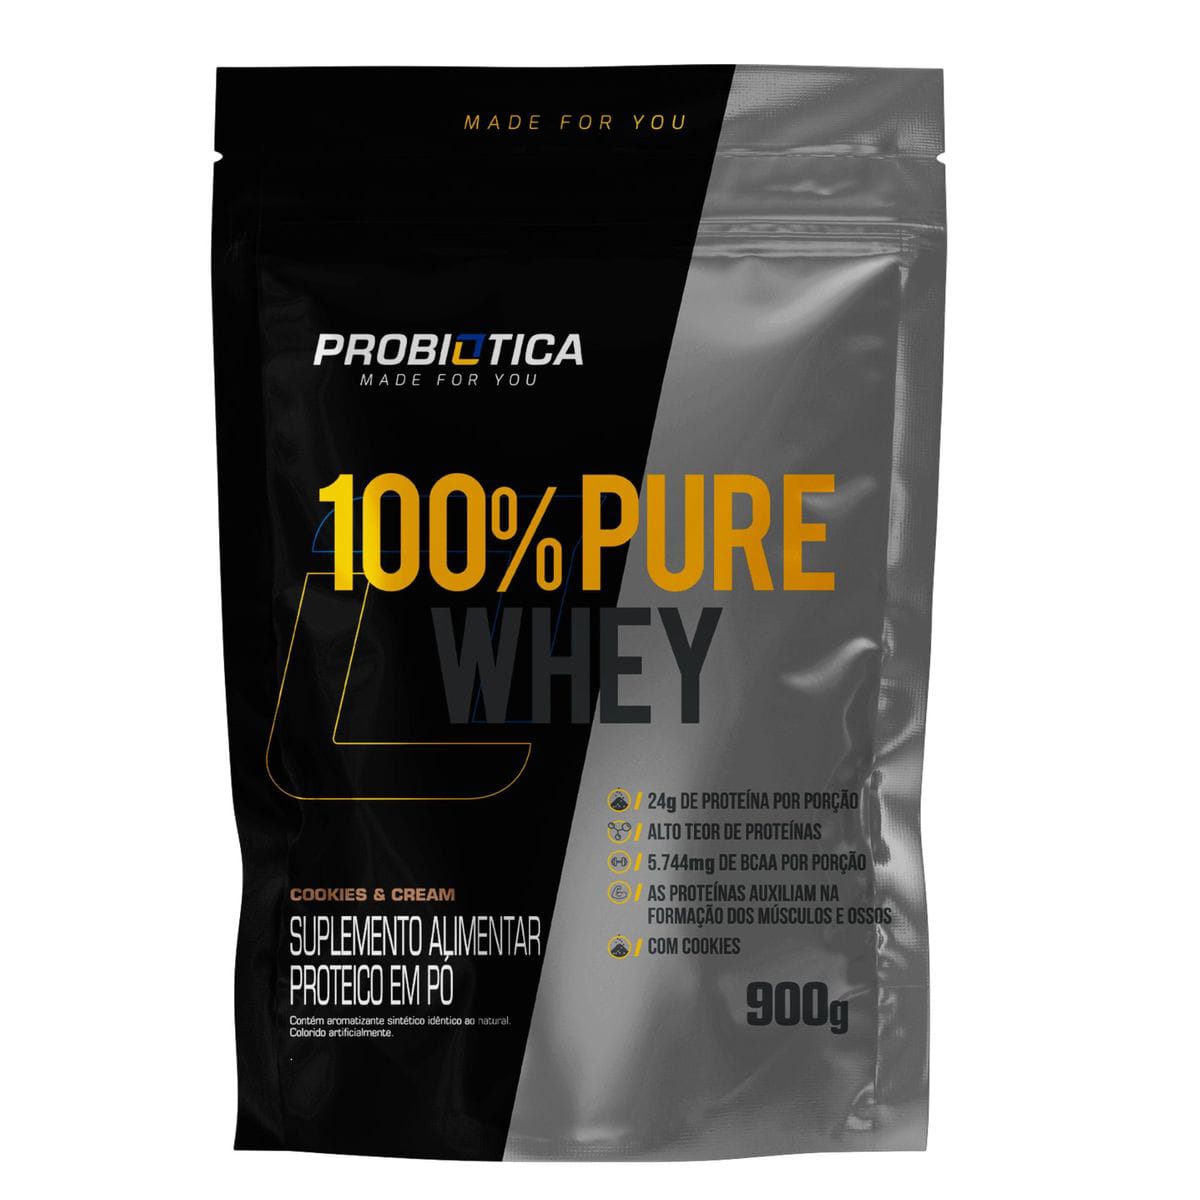 MADE FOR YOU
PROBIOTICA
MADE FOR YOU
100% PURE
WHEY
24g DE PROTEÍNA POR PORÇÃO
ALTO TEOR DE PROTEÍNAS
5.744mg DE BCAA POR PORÇÃO
AS PROTEÍNAS AUXILIAM NA
FORMAÇÃO DOS MÚSCULOS E OSSOS
COM COOKIES
COOKIES & CREAM
SUPLEMENTO ALIMENTAR
PROTEICO EM PÓ
Contém aromatizante sintético idêntico ao natural.
Colorido artificialmente.
900g